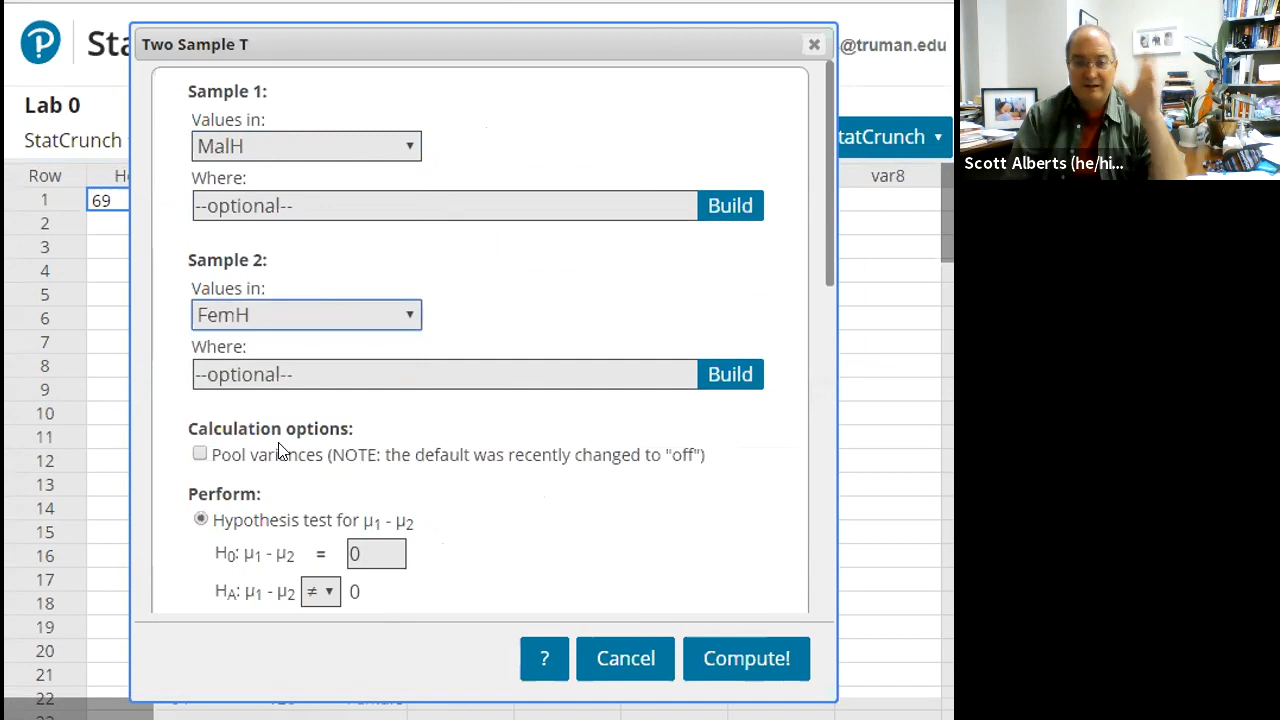 Two Sample T
@truman.edu
Sta
Lab 0
StatCrunch
tatCrunch
Row
H
var8
1
69
2
3
4
5
6
7
8
9
10
11
12
13
14
15
16
17
18
19
20
21
22
Sample 1:
Values in:
MalH
Where:
--optional--
Build
Sample 2:
Values in:
FemH
Where:
--optional--
Build
Calculation options:
Pool variances (NOTE: the default was recently changed to "off")
Perform:
Hypothesis test for μ1 - μ2
H0: μ1 - μ2 = 0
HA: μ1 - μ2 ≠ 0
?
Cancel
Compute!
Scott Alberts (he/hi...